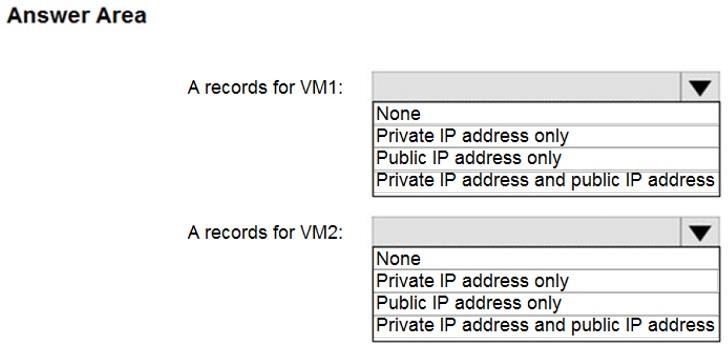 Answer Area
A records for VM1:
None
Private IP address only
Public IP address only
Private IP address and public IP address
A records for VM2:
None
Private IP address only
Public IP address only
Private IP address and public IP address